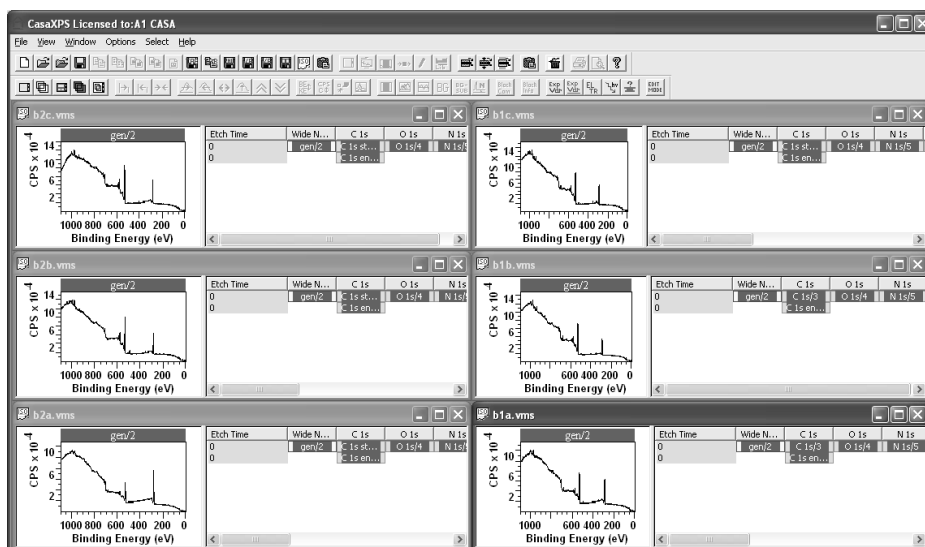 CasaXPS Licensed to:A1 CASA
File View Window Options Select Help
b2c.vms
gen/2
CPS x 10⁻⁴
14
10
6
2
1000 800 600 400 200 0
Binding Energy (eV)
Etch Time Wide N... C 1s O 1s N 1s
0 gen/2 C 1s st... O 1s/4 N 1s/5
0 C 1s en...
b1c.vms
gen/2
CPS x 10⁻⁴
14
10
6
2
1000 600 400 200 0
Binding Energy (eV)
Etch Time Wide N... C 1s O 1s N 1s
0 gen/2 C 1s st... O 1s/4 N 1s/5
0 C 1s en...
b2b.vms
gen/2
CPS x 10⁻⁴
14
10
6
2
1000 800 600 400 200 0
Binding Energy (eV)
Etch Time Wide N... C 1s O 1s N 1s
0 gen/2 C 1s st... O 1s/4 N 1s/5
0 C 1s en...
b1b.vms
gen/2
CPS x 10⁻⁴
14
10
6
2
1000 600 400 200 0
Binding Energy (eV)
Etch Time Wide N... C 1s O 1s N 1s
0 gen/2 C 1s/3 O 1s/4 N 1s/5
0 C 1s en...
b2a.vms
gen/2
CPS x 10⁻⁴
10
6
2
1000 800 600 400 200 0
Binding Energy (eV)
Etch Time Wide N... C 1s O 1s N 1s
0 gen/2 C 1s st... O 1s/4 N 1s/5
0 C 1s en...
b1a.vms
gen/2
CPS x 10⁻⁴
10
6
2
1000 600 400 200 0
Binding Energy (eV)
Etch Time Wide N... C 1s O 1s N 1s
0 gen/2 C 1s/3 O 1s/4 N 1s/5
0 C 1s en...